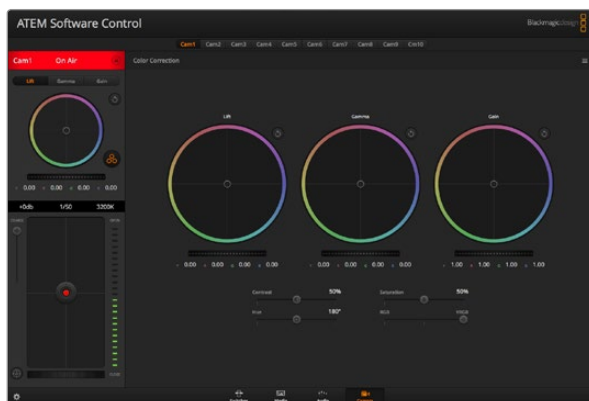 ATEM Software Control
Blackmagicdesign
Cam1 Cam2 Cam3 Cam4 Cam5 Cam6 Cam7 Cam8 Cam9 Cm10
Cam1 On Air
Color Correction
Lift Gamma Gain
Lift Gamma Gain
0.00 0.00 0.00 0.00
0.00 0.00 0.00 0.00
0.00 0.00 0.00 0.00
1.00 1.00 1.00 1.00
+0db 1/50 3200K
Contrast 50% Saturation 50%
Hue 180°
Camera